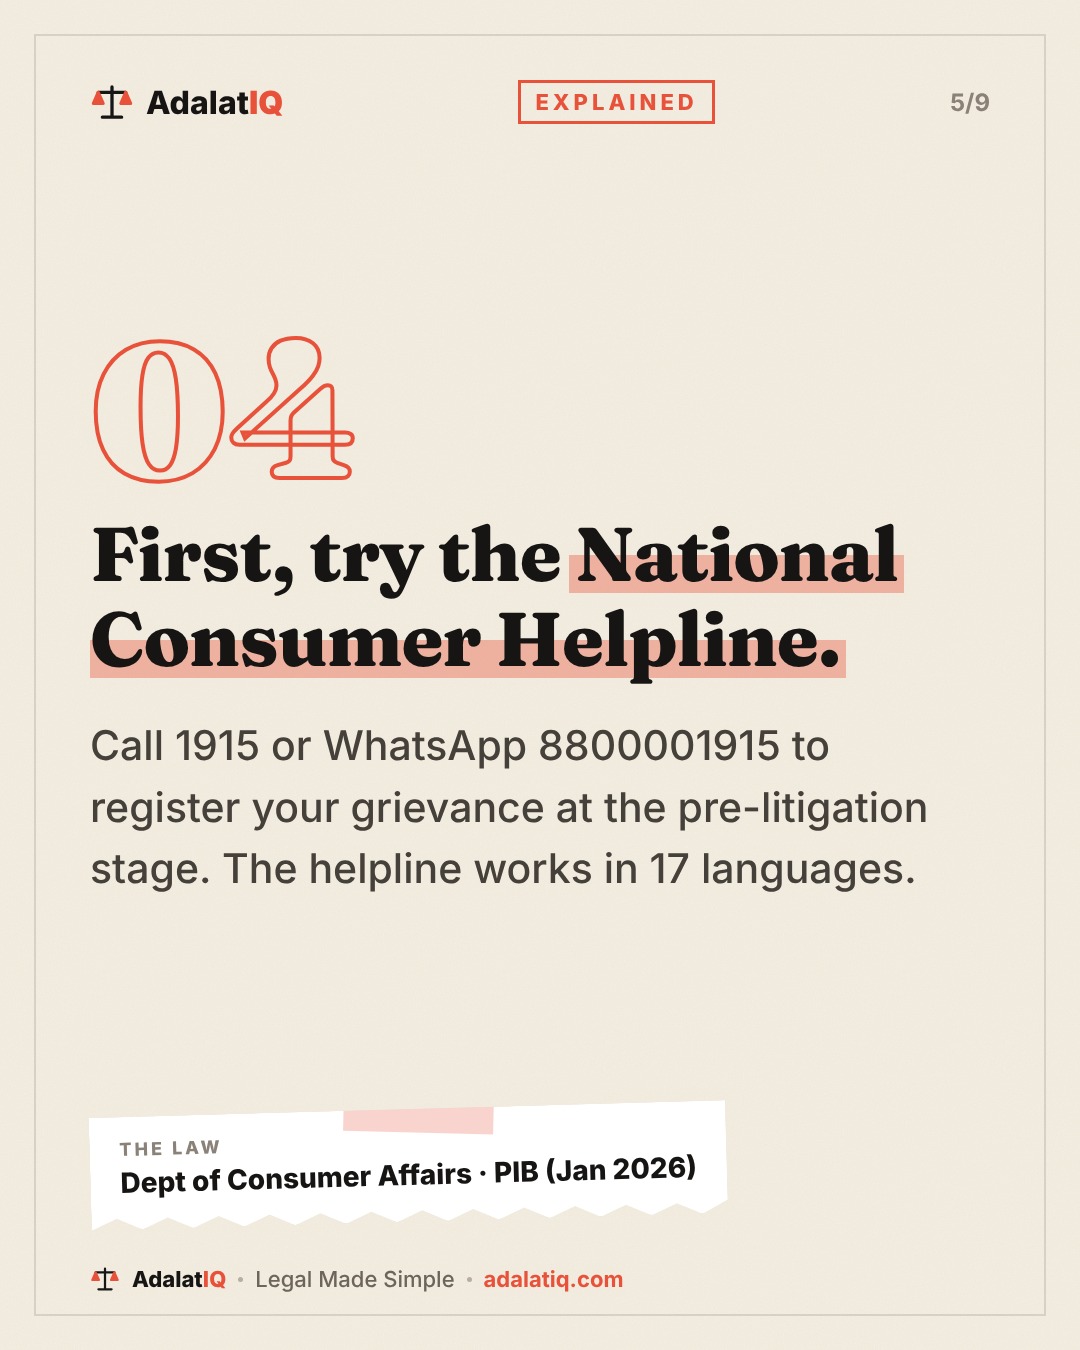 AdalatIQ
EXPLAINED
5/9
04
First, try the National
Consumer Helpline.
Call 1915 or WhatsApp 8800001915 to
register your grievance at the pre-litigation
stage. The helpline works in 17 languages.
THE LAW
Dept of Consumer Affairs · PIB (Jan 2026)
AdalatIQ • Legal Made Simple • adalatiq.com